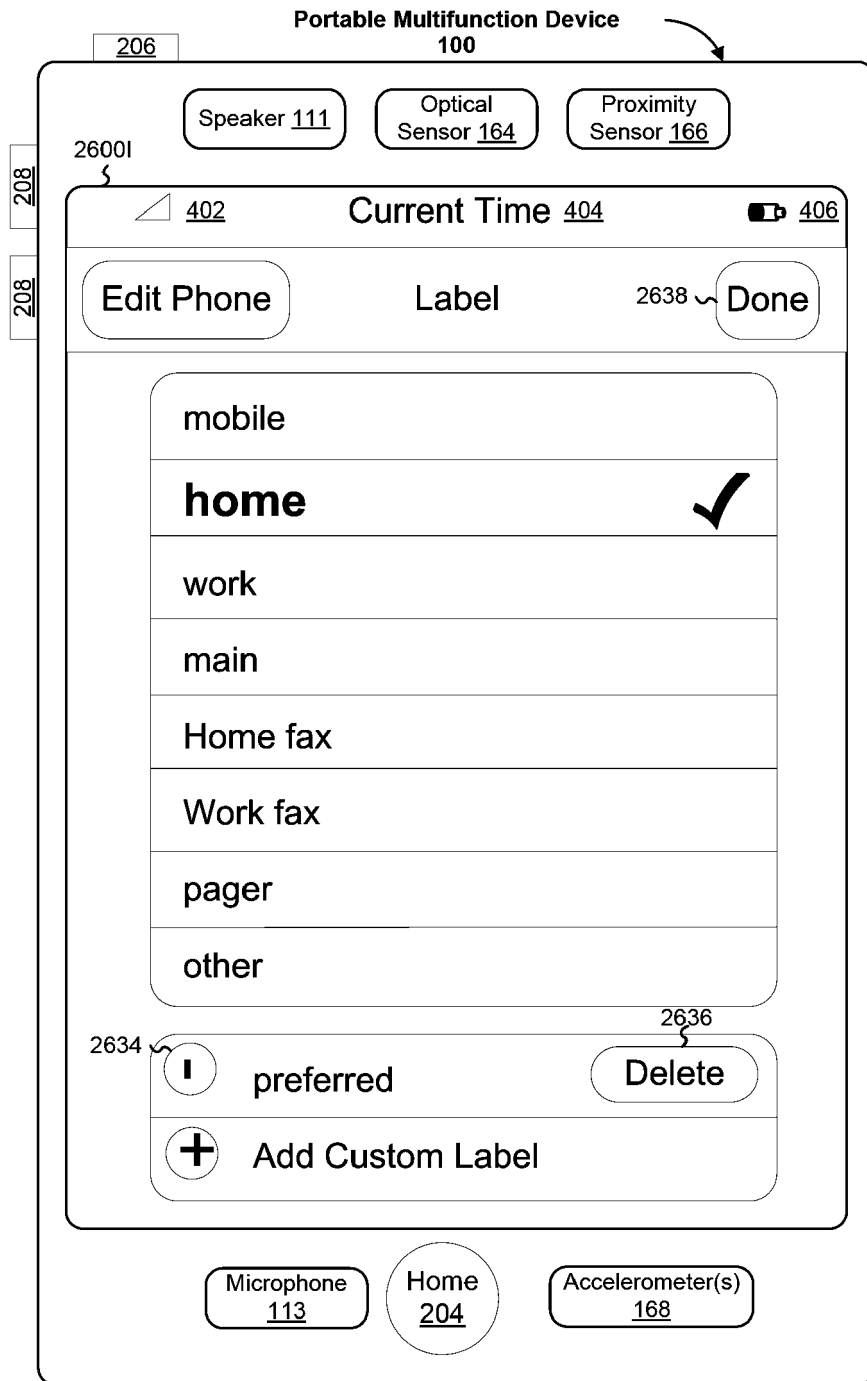 Portable Multifunction Device
100
206
Speaker 111
Optical
Sensor 164
Proximity
Sensor 166
2600I
208
402
Current Time 404
406
208
Edit Phone
Label
2638
Done
mobile
home
work
main
Home fax
Work fax
pager
other
2636
2634
preferred
Delete
Add Custom Label
Microphone
113
Home
204
Accelerometer(s)
168